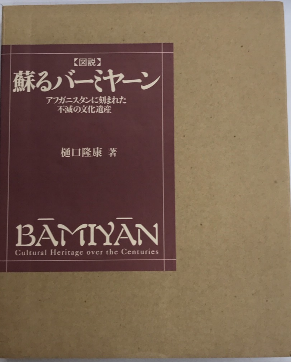 【図説】
蘇るバーミヤーン
アフガニスタンに刻まれた
不滅の文化遺産
樋口隆康 著
BĀMIYĀN
Cultural Heritage over the Centuries